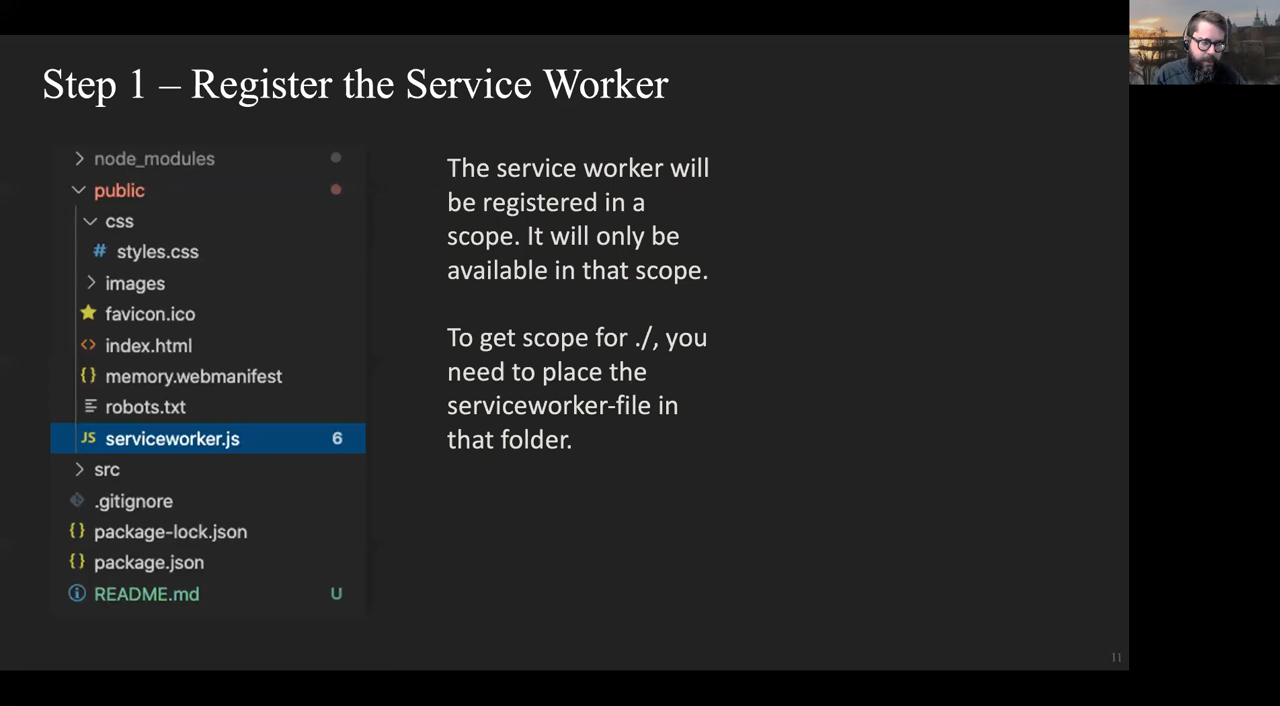 Step 1 – Register the Service Worker
node_modules
public
css
# styles.css
images
favicon.ico
<> index.html
{} memory.webmanifest
robots.txt
JS serviceworker.js 6
src
.gitignore
{} package-lock.json
{} package.json
README.md U
The service worker will
be registered in a
scope. It will only be
available in that scope.
To get scope for ./, you
need to place the
serviceworker-file in
that folder.
11